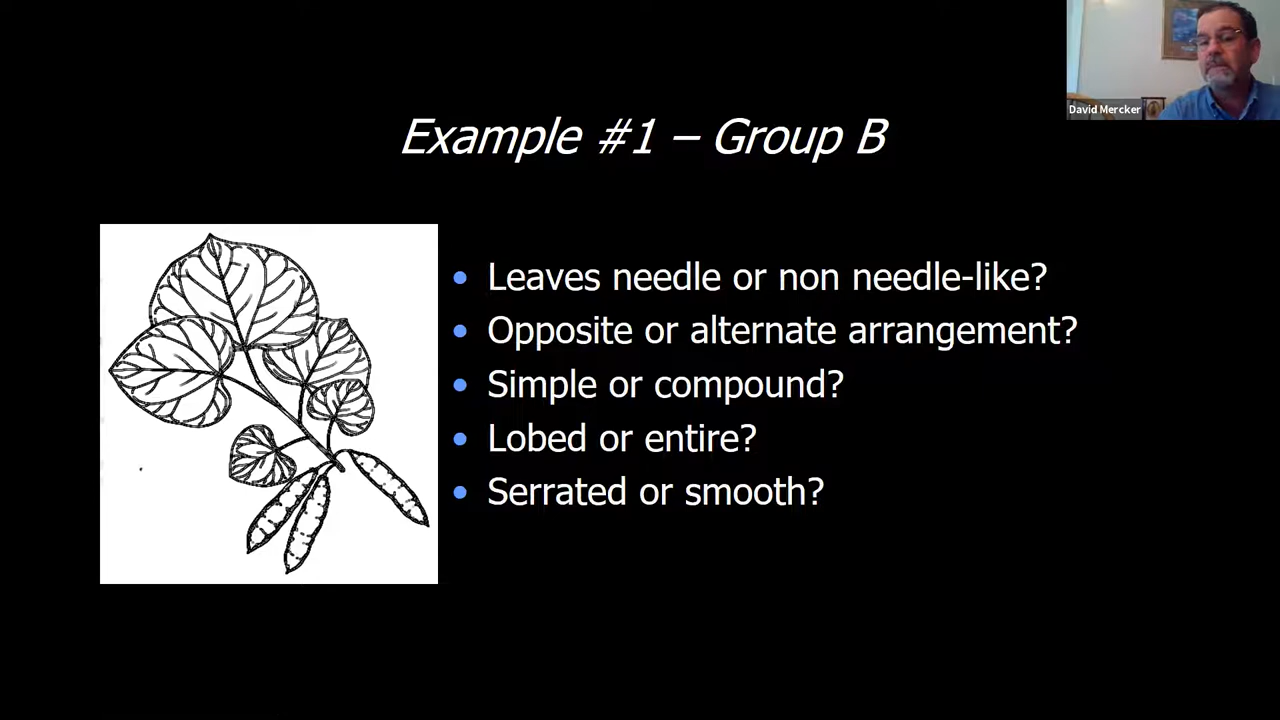 David Mercker
Example #1 – Group B
Leaves needle or non needle-like?
Opposite or alternate arrangement?
Simple or compound?
Lobed or entire?
Serrated or smooth?